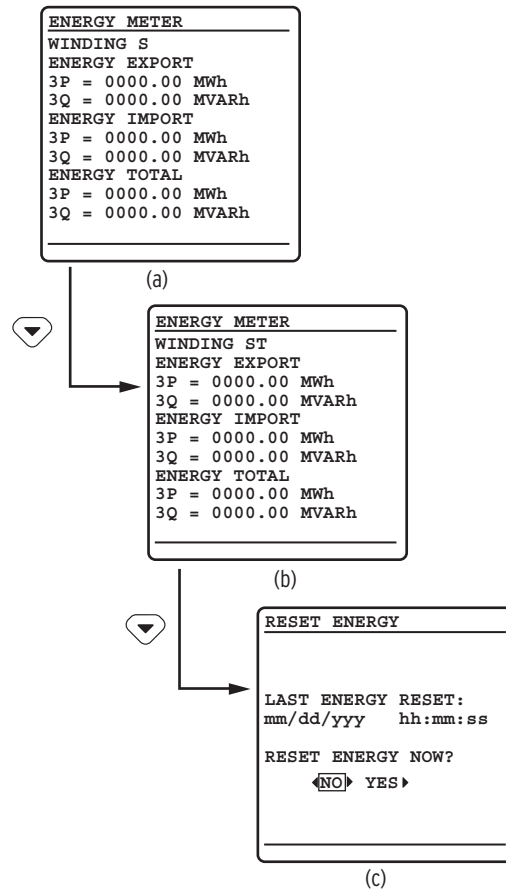 ENERGY METER
WINDING S
ENERGY EXPORT
3P = 0000.00 MWh
3Q = 0000.00 MVARh
ENERGY IMPORT
3P = 0000.00 MWh
3Q = 0000.00 MVARh
ENERGY TOTAL
3P = 0000.00 MWh
3Q = 0000.00 MVARh
(a)
ENERGY METER
WINDING ST
ENERGY EXPORT
3P = 0000.00 MWh
3Q = 0000.00 MVARh
ENERGY IMPORT
3P = 0000.00 MWh
3Q = 0000.00 MVARh
ENERGY TOTAL
3P = 0000.00 MWh
3Q = 0000.00 MVARh
(b)
RESET ENERGY
LAST ENERGY RESET:
mm/dd/yyy hh:mm:ss
RESET ENERGY NOW?
NO YES
(c)